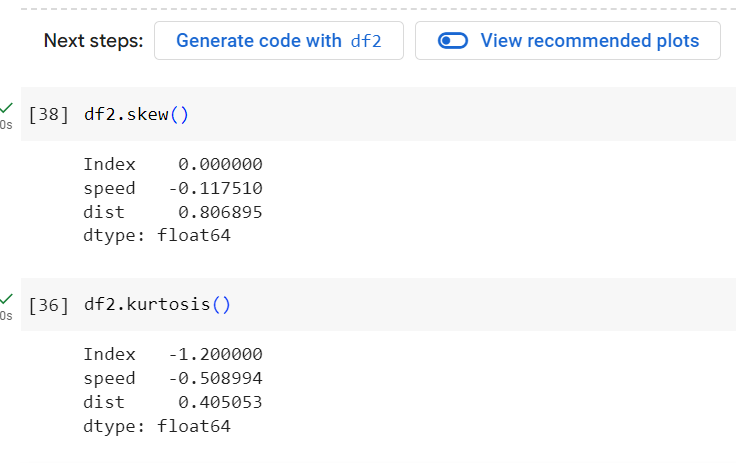 Next steps: Generate code with df2 View recommended plots
[38] df2.skew()
0s
Index 0.000000
speed -0.117510
dist 0.806895
dtype: float64
[36] df2.kurtosis()
0s
Index -1.200000
speed -0.508994
dist 0.405053
dtype: float64